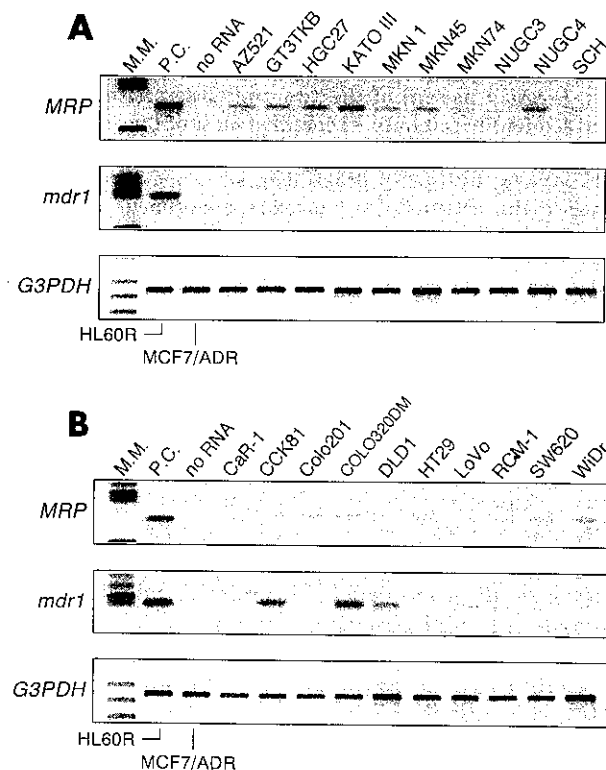 A
M.M. P.C. no RNA AZ521 GT3TKB HGC27 KATO III MKN 1 MKN45 MKN74 NUGC3 NUGC4 SCH
MRP
mdr1
G3PDH
HL60R
MCF7/ADR
B
M.M. P.C. no RNA CaR-1 CCK81 Colo201 COLO320DM DLD1 HT29 LoVo RCM-1 SW620 WiDr
MRP
mdr1
G3PDH
HL60R
MCF7/ADR